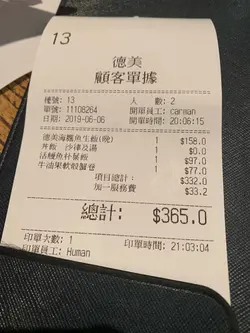 13
德美
顧客單據
檯號: 13 人 數: 2
單號: 11108264 開單員工: carman
日期: 2019-06-06 開單時間: 20:06:15
德美海膽魚生飯(晚) 1 $158.0
丼飯 沙律及湯 1 $0.0
活鰻魚朴葉飯 1 $97.0
牛油果軟殼蟹卷 1 $77.0
項目總計: $332.0
加一服務費 $33.2
總計: $365.0
印單次數: 1 印單時間: 21:03:04
印單員工: Human